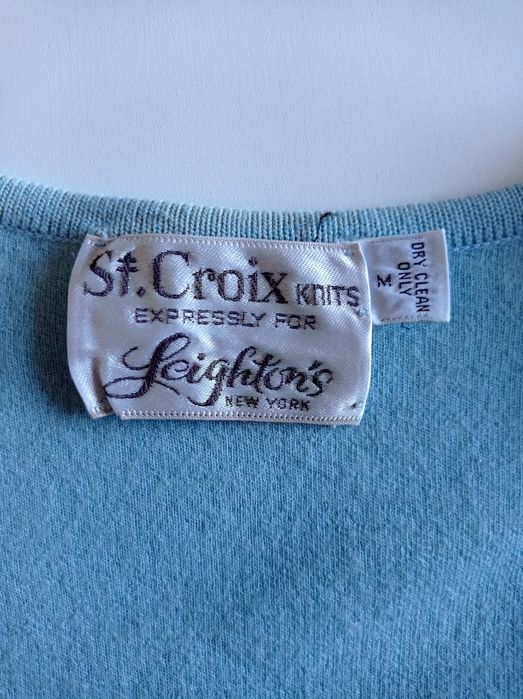 St. Croix KNITS
EXPRESSLY FOR
Leighton's
NEW YORK
DRY CLEAN
ONLY
M